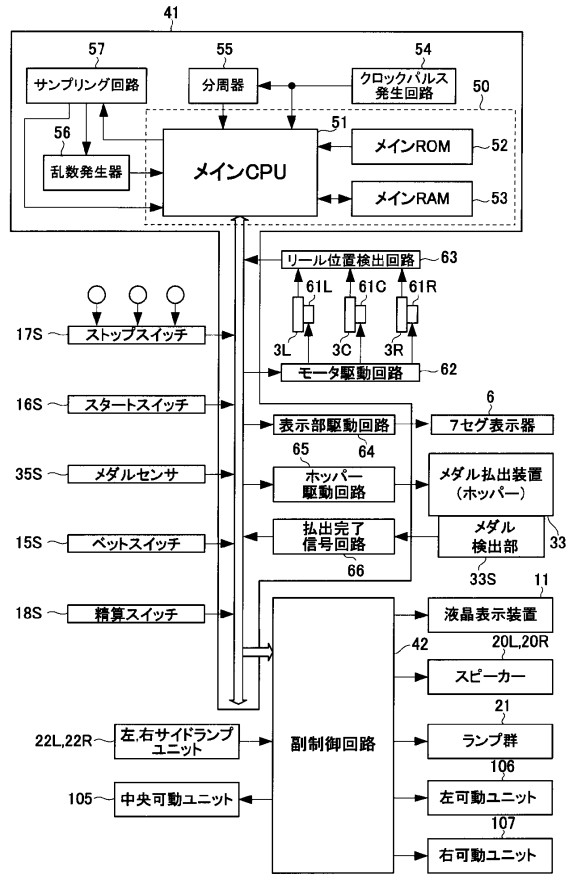 41
57
サンプリング回路
55
分周器
54
クロックパルス
発生回路
50
56
乱数発生器
51
メインCPU
メインROM
52
メインRAM
53
リール位置検出回路
63
61L
61C
61R
3L
3C
3R
モータ駆動回路
62
17S
ストップスイッチ
16S
スタートスイッチ
表示部駆動回路
64
6
7セグ表示器
35S
メダルセンサ
65
ホッパー
駆動回路
メダル払出装置
(ホッパー)
33
15S
ベットスイッチ
払出完了
信号回路
66
メダル
検出部
33S
18S
精算スイッチ
42
副制御回路
11
液晶表示装置
20L,20R
スピーカー
22L,22R
左,右サイドランプ
ユニット
21
ランプ群
105
中央可動ユニット
106
左可動ユニット
107
右可動ユニット